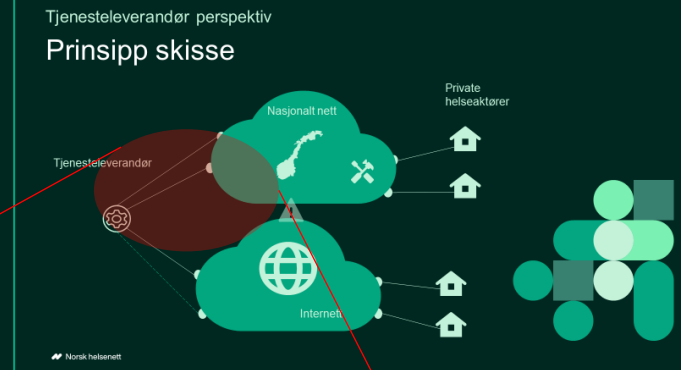 Tjenesteleverandør perspektiv
Prinsipp skisse
Private
helseaktører
Nasjonalt nett
Tjenesteleverandør
Internett
Norsk helsenett